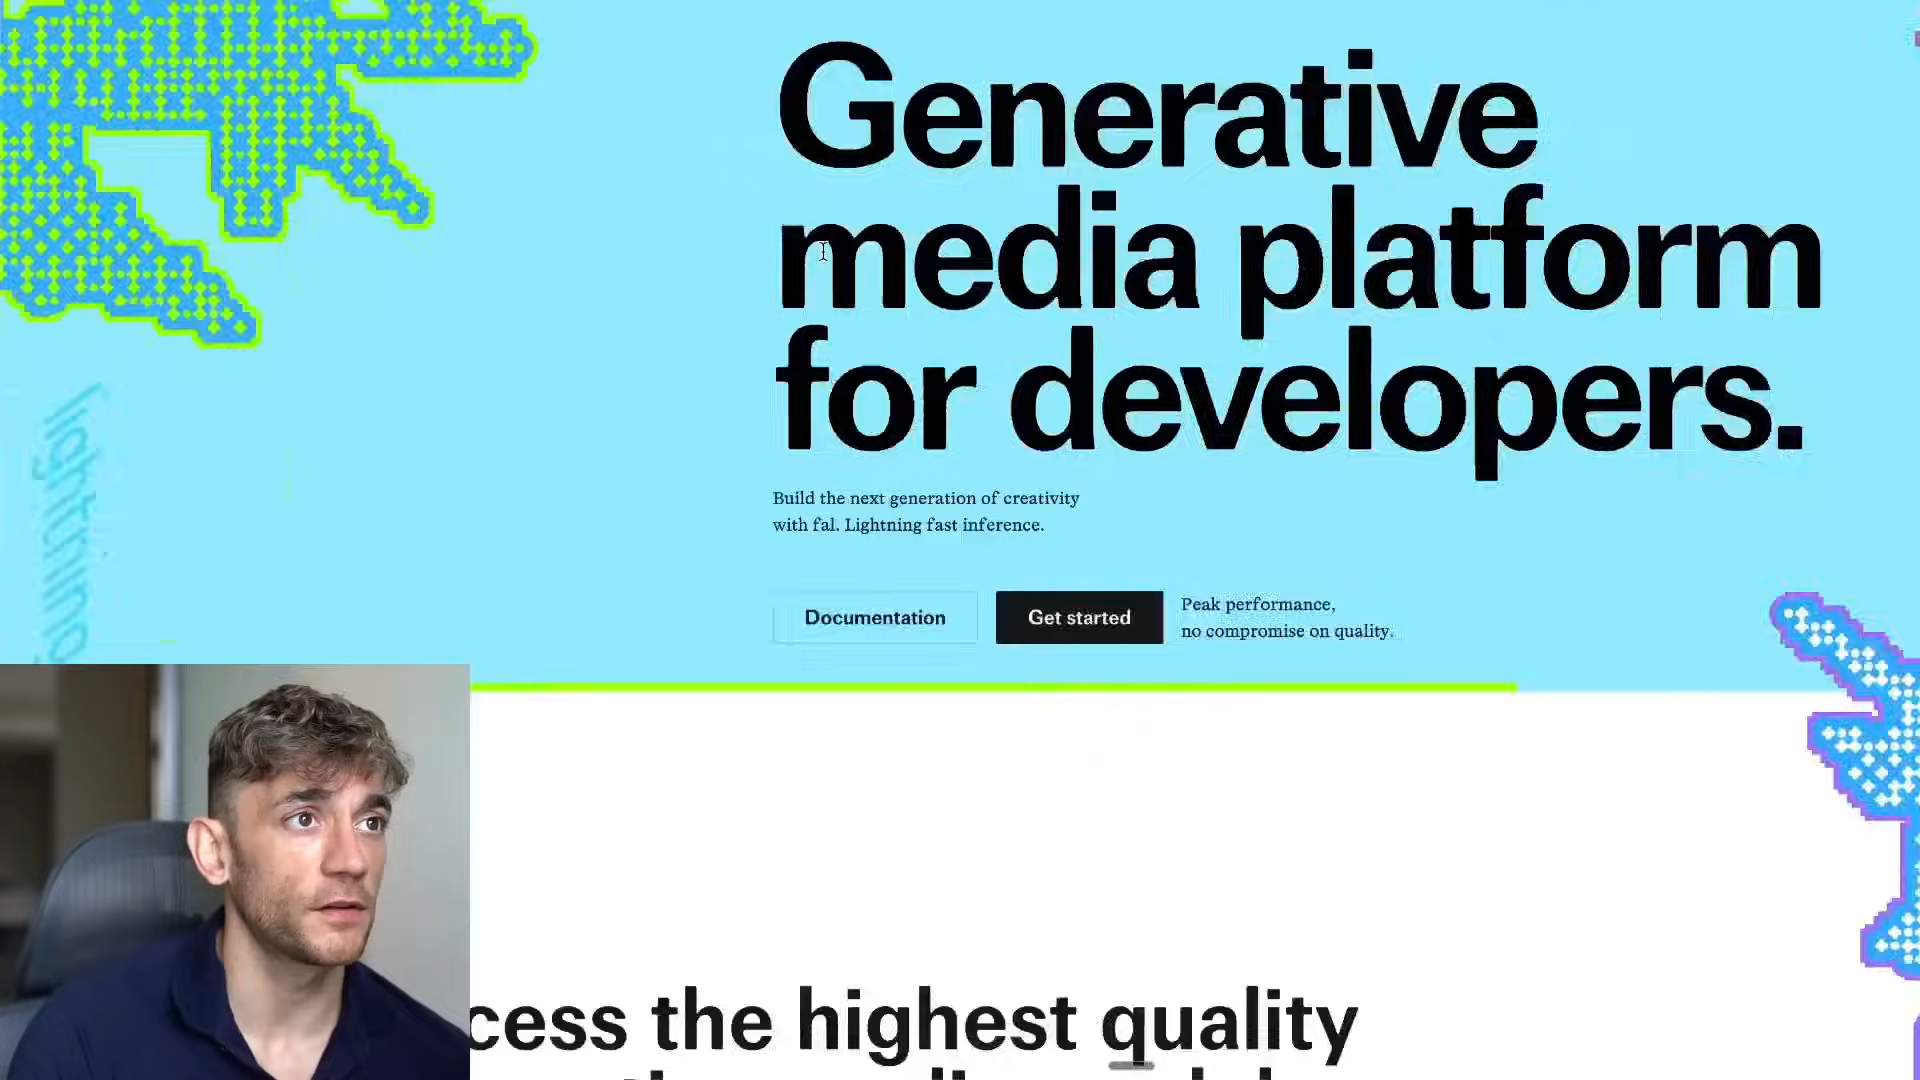 Generative
media platform
for developers.
Build the next generation of creativity
with fal. Lightning fast inference.
Documentation
Get started
Peak performance,
no compromise on quality.
cess the highest quality